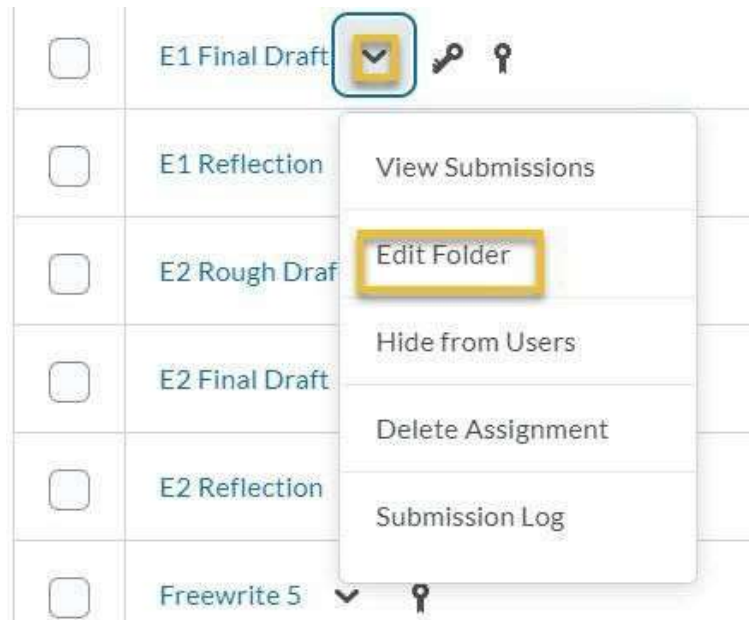 E1 Final Draft
E1 Reflection
View Submissions
E2 Rough Draf
Edit Folder
Hide from Users
E2 Final Draft
Delete Assignment
E2 Reflection
Submission Log
Freewrite 5